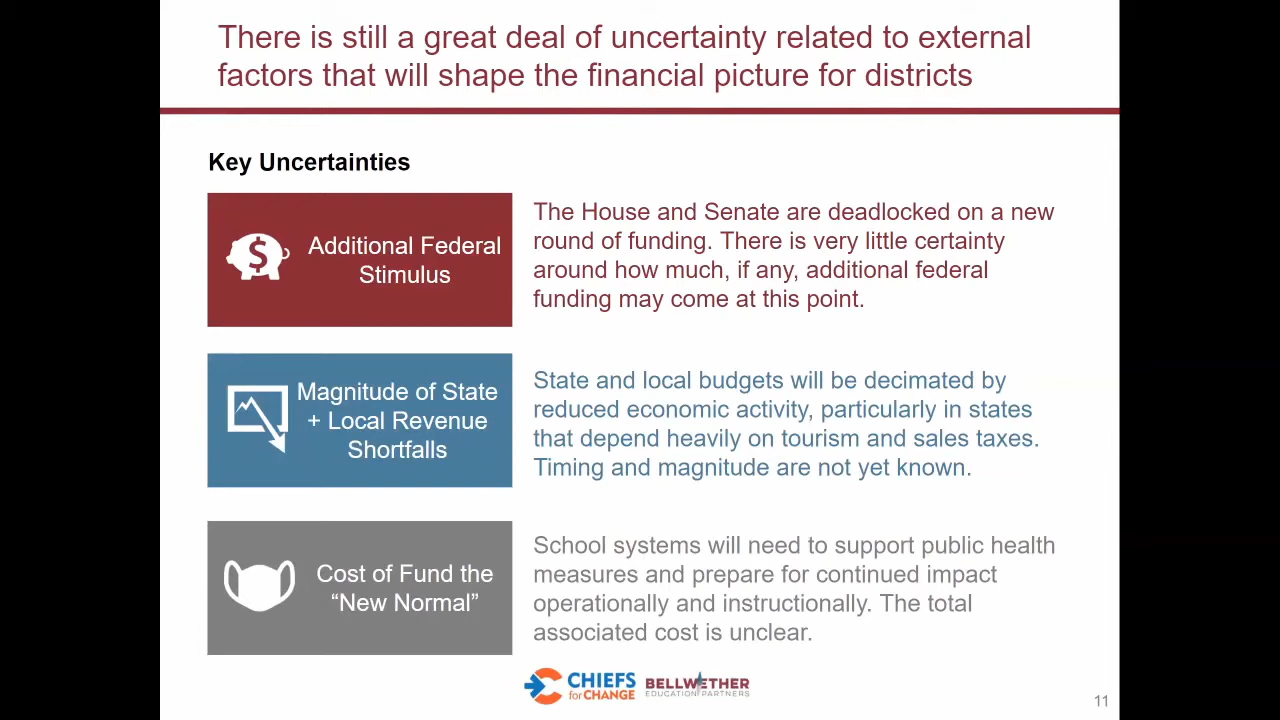 There is still a great deal of uncertainty related to external
factors that will shape the financial picture for districts
Key Uncertainties
$
Additional Federal
Stimulus
The House and Senate are deadlocked on a new
round of funding. There is very little certainty
around how much, if any, additional federal
funding may come at this point.
Magnitude of State
+ Local Revenue
Shortfalls
State and local budgets will be decimated by
reduced economic activity, particularly in states
that depend heavily on tourism and sales taxes.
Timing and magnitude are not yet known.
Cost of Fund the
“New Normal”
School systems will need to support public health
measures and prepare for continued impact
operationally and instructionally. The total
associated cost is unclear.
CHIEFS
for CHANGE
BELLWETHER
EDUCATION PARTNERS
11